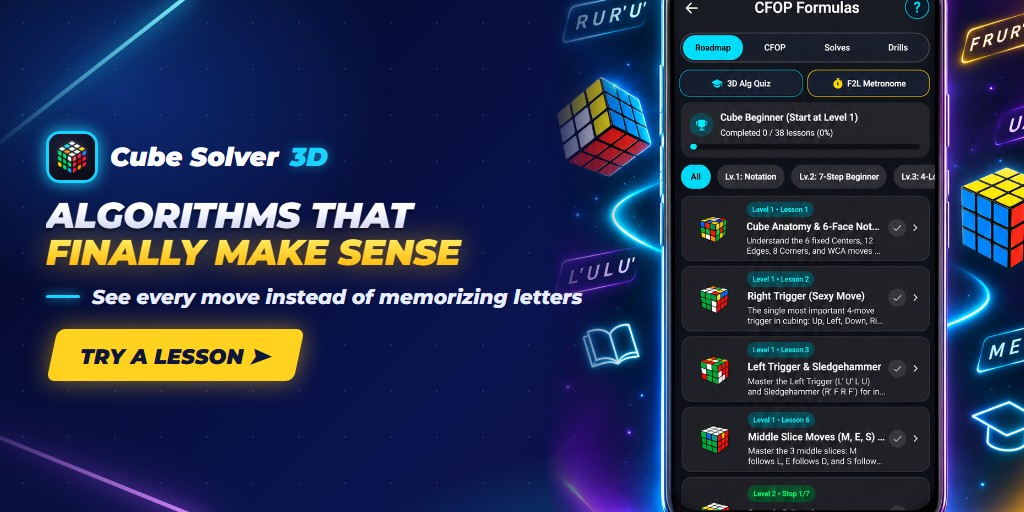 Cube Solver 3D
ALGORITHMS THAT
FINALLY MAKE SENSE
See every move instead of memorizing letters
TRY A LESSON ➤
R U R' U'
L' U L U'
CFOP Formulas
?
Roadmap
CFOP
Solves
Drills
3D Alg Quiz
F2L Metronome
Cube Beginner (Start at Level 1)
Completed 0 / 38 lessons (0%)
All
Lv.1: Notation
Lv.2: 7-Step Beginner
Lv.3: 4-Lo
Level 1 • Lesson 1
Cube Anatomy & 6-Face Not...
Understand the 6 fixed Centers, 12
Edges, 8 Corners, and WCA moves ...
Level 1 • Lesson 2
Right Trigger (Sexy Move)
The single most important 4-move
trigger in cubing: Up, Left, Down, Ri...
Level 1 • Lesson 3
Left Trigger & Sledgehammer
Master the Left Trigger (L' U' L U)
and Sledgehammer (R' F R F') for in...
Level 1 • Lesson 6
Middle Slice Moves (M, E, S) ...
Master the 3 middle slices: M
follows L, E follows D, and S follow...
Level 2 • Step 1/7
F R U R'
M E